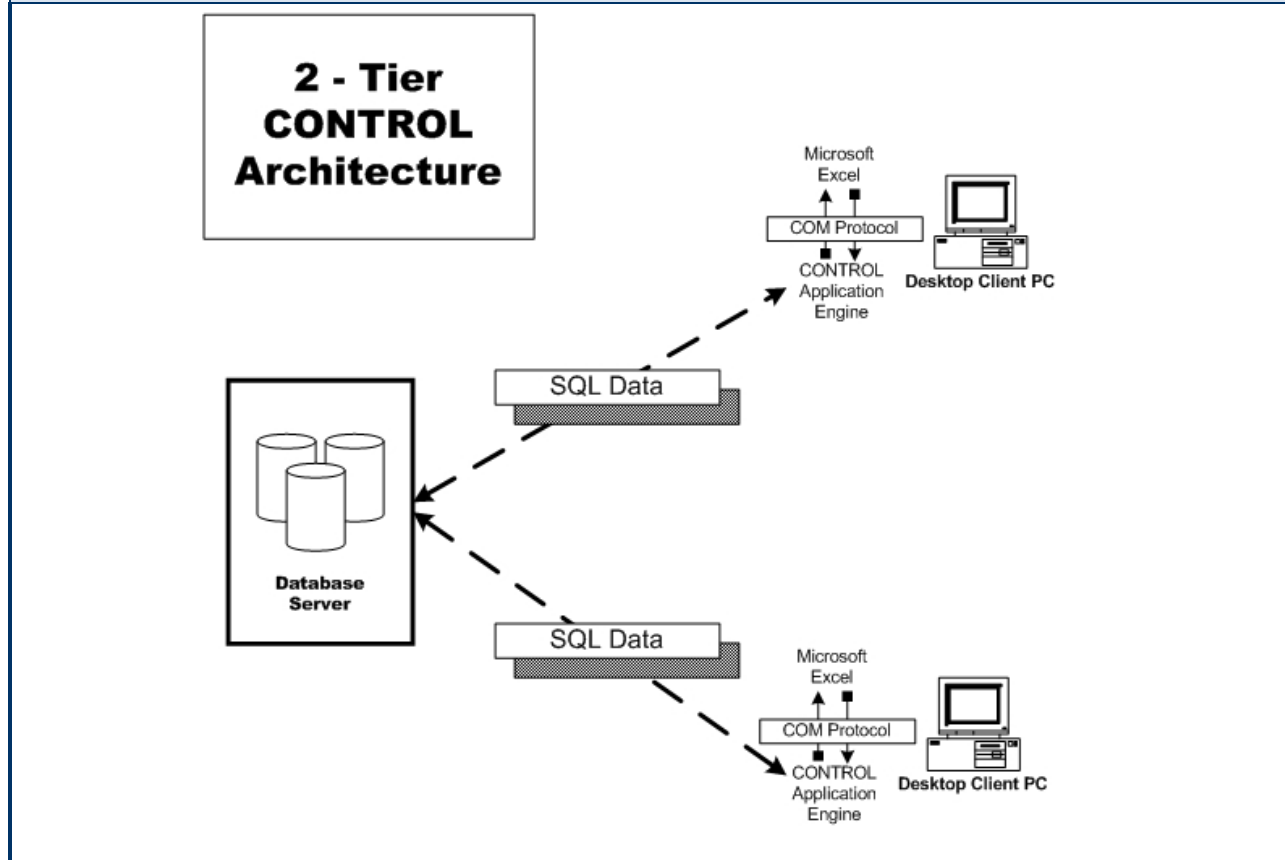 2 - Tier
CONTROL
Architecture
Microsoft
Excel
COM Protocol
CONTROL
Application
Engine
Desktop Client PC
SQL Data
Database
Server
SQL Data
Microsoft
Excel
COM Protocol
CONTROL
Application
Engine
Desktop Client PC